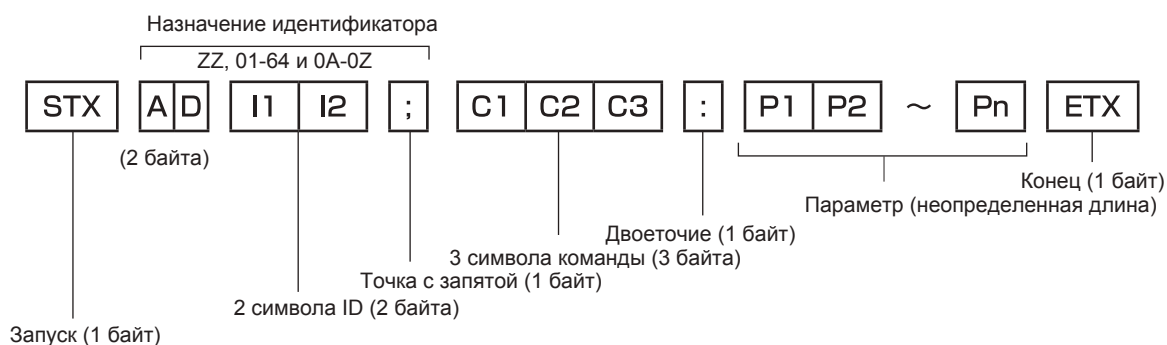 Назначение идентификатора
ZZ, 01-64 и 0A-0Z
STX A D I1 I2 ; C1 C2 C3 : P1 P2 ～ Pn ETX
(2 байта)
Конец (1 байт)
Параметр (неопределенная длина)
Двоеточие (1 байт)
3 символа команды (3 байта)
Точка с запятой (1 байт)
2 символа ID (2 байта)
Запуск (1 байт)